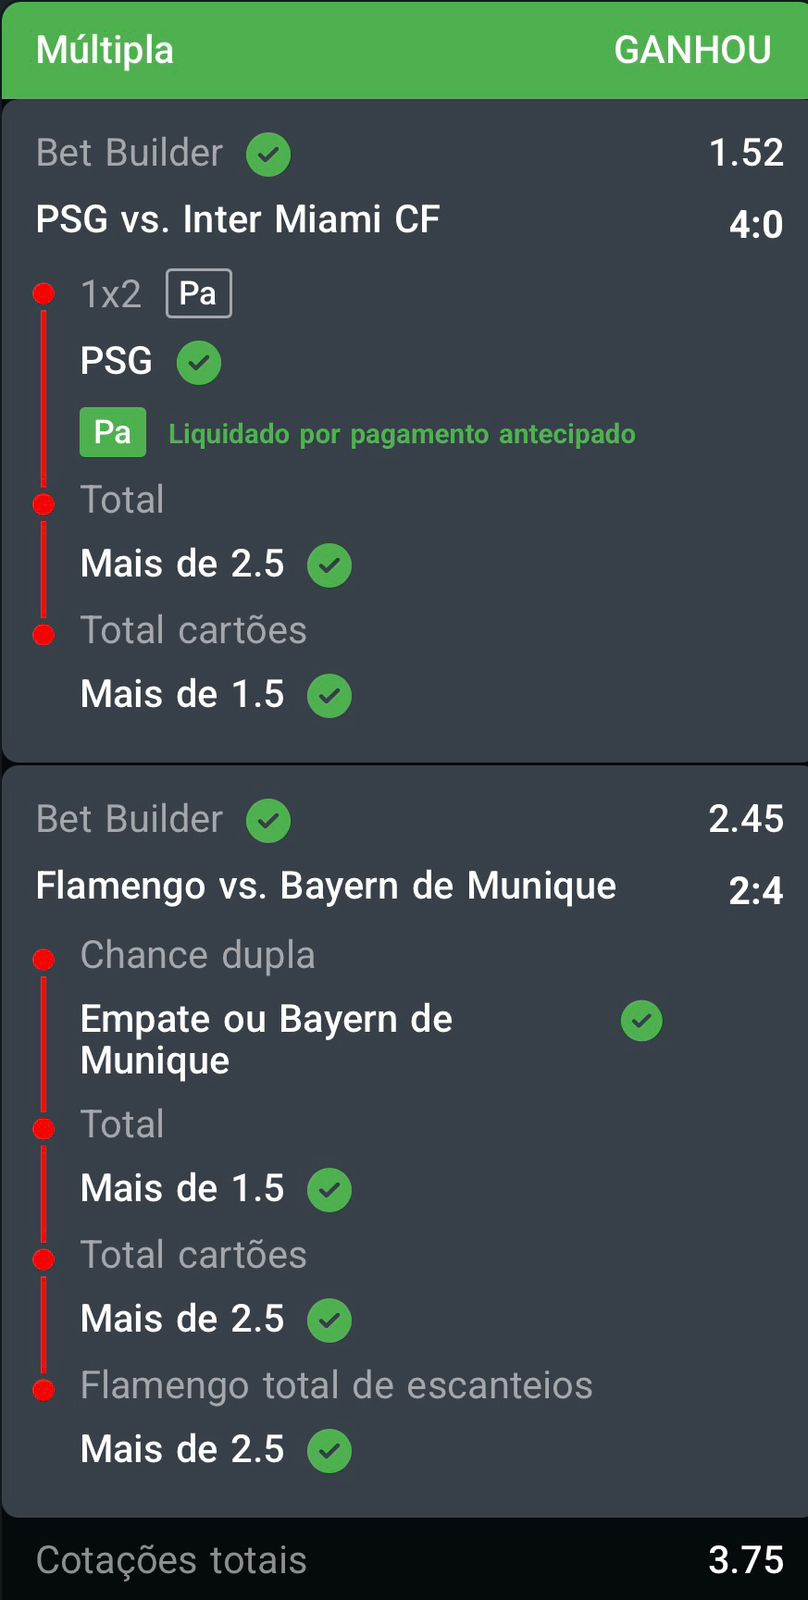 Múltipla GANHOU
Bet Builder 1.52
PSG vs. Inter Miami CF 4:0
1x2 Pa
PSG
Pa Liquidado por pagamento antecipado
Total
Mais de 2.5
Total cartões
Mais de 1.5
Bet Builder 2.45
Flamengo vs. Bayern de Munique 2:4
Chance dupla
Empate ou Bayern de
Munique
Total
Mais de 1.5
Total cartões
Mais de 2.5
Flamengo total de escanteios
Mais de 2.5
Cotações totais 3.75